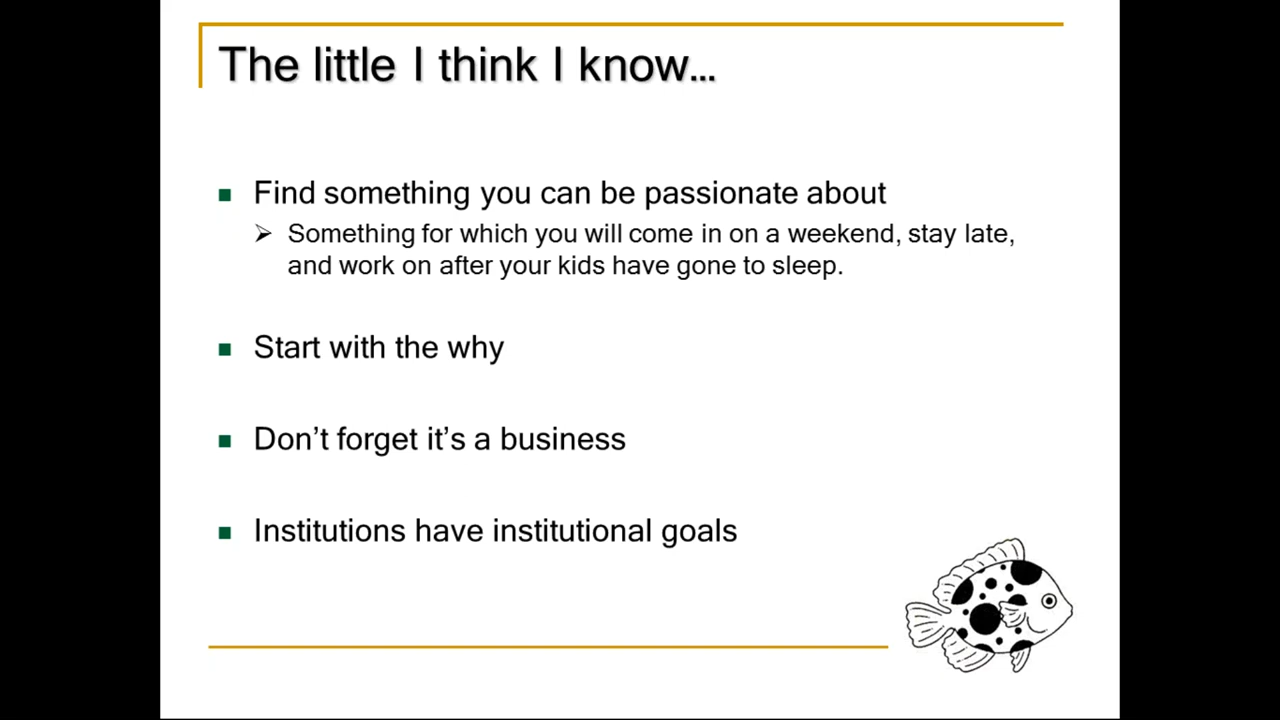 The little I think I know…
Find something you can be passionate about
Something for which you will come in on a weekend, stay late,
and work on after your kids have gone to sleep.
Start with the why
Don’t forget it’s a business
Institutions have institutional goals